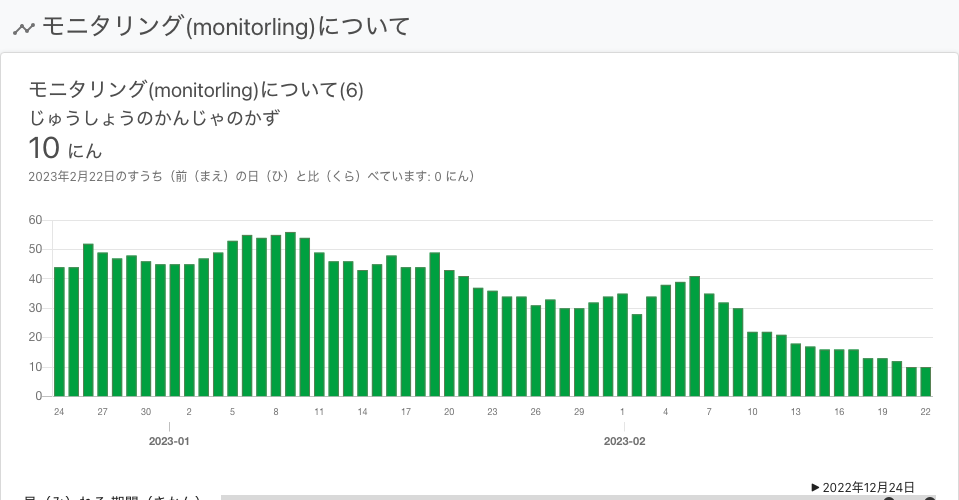 モニタリング(monitorling)について
モニタリング(monitorling)について(6)
じゅうしょうのかんじゃのかず
10 にん
2023年2月22日のすうち（前（まえ）の日（ひ）と比（くら）べています: 0 にん）
60
50
40
30
20
10
0
24 27 30 2 5 8 11 14 17 20 23 26 29 1 4 7 10 13 16 19 22
2023-01 2023-02
▶ 2022年12月24日